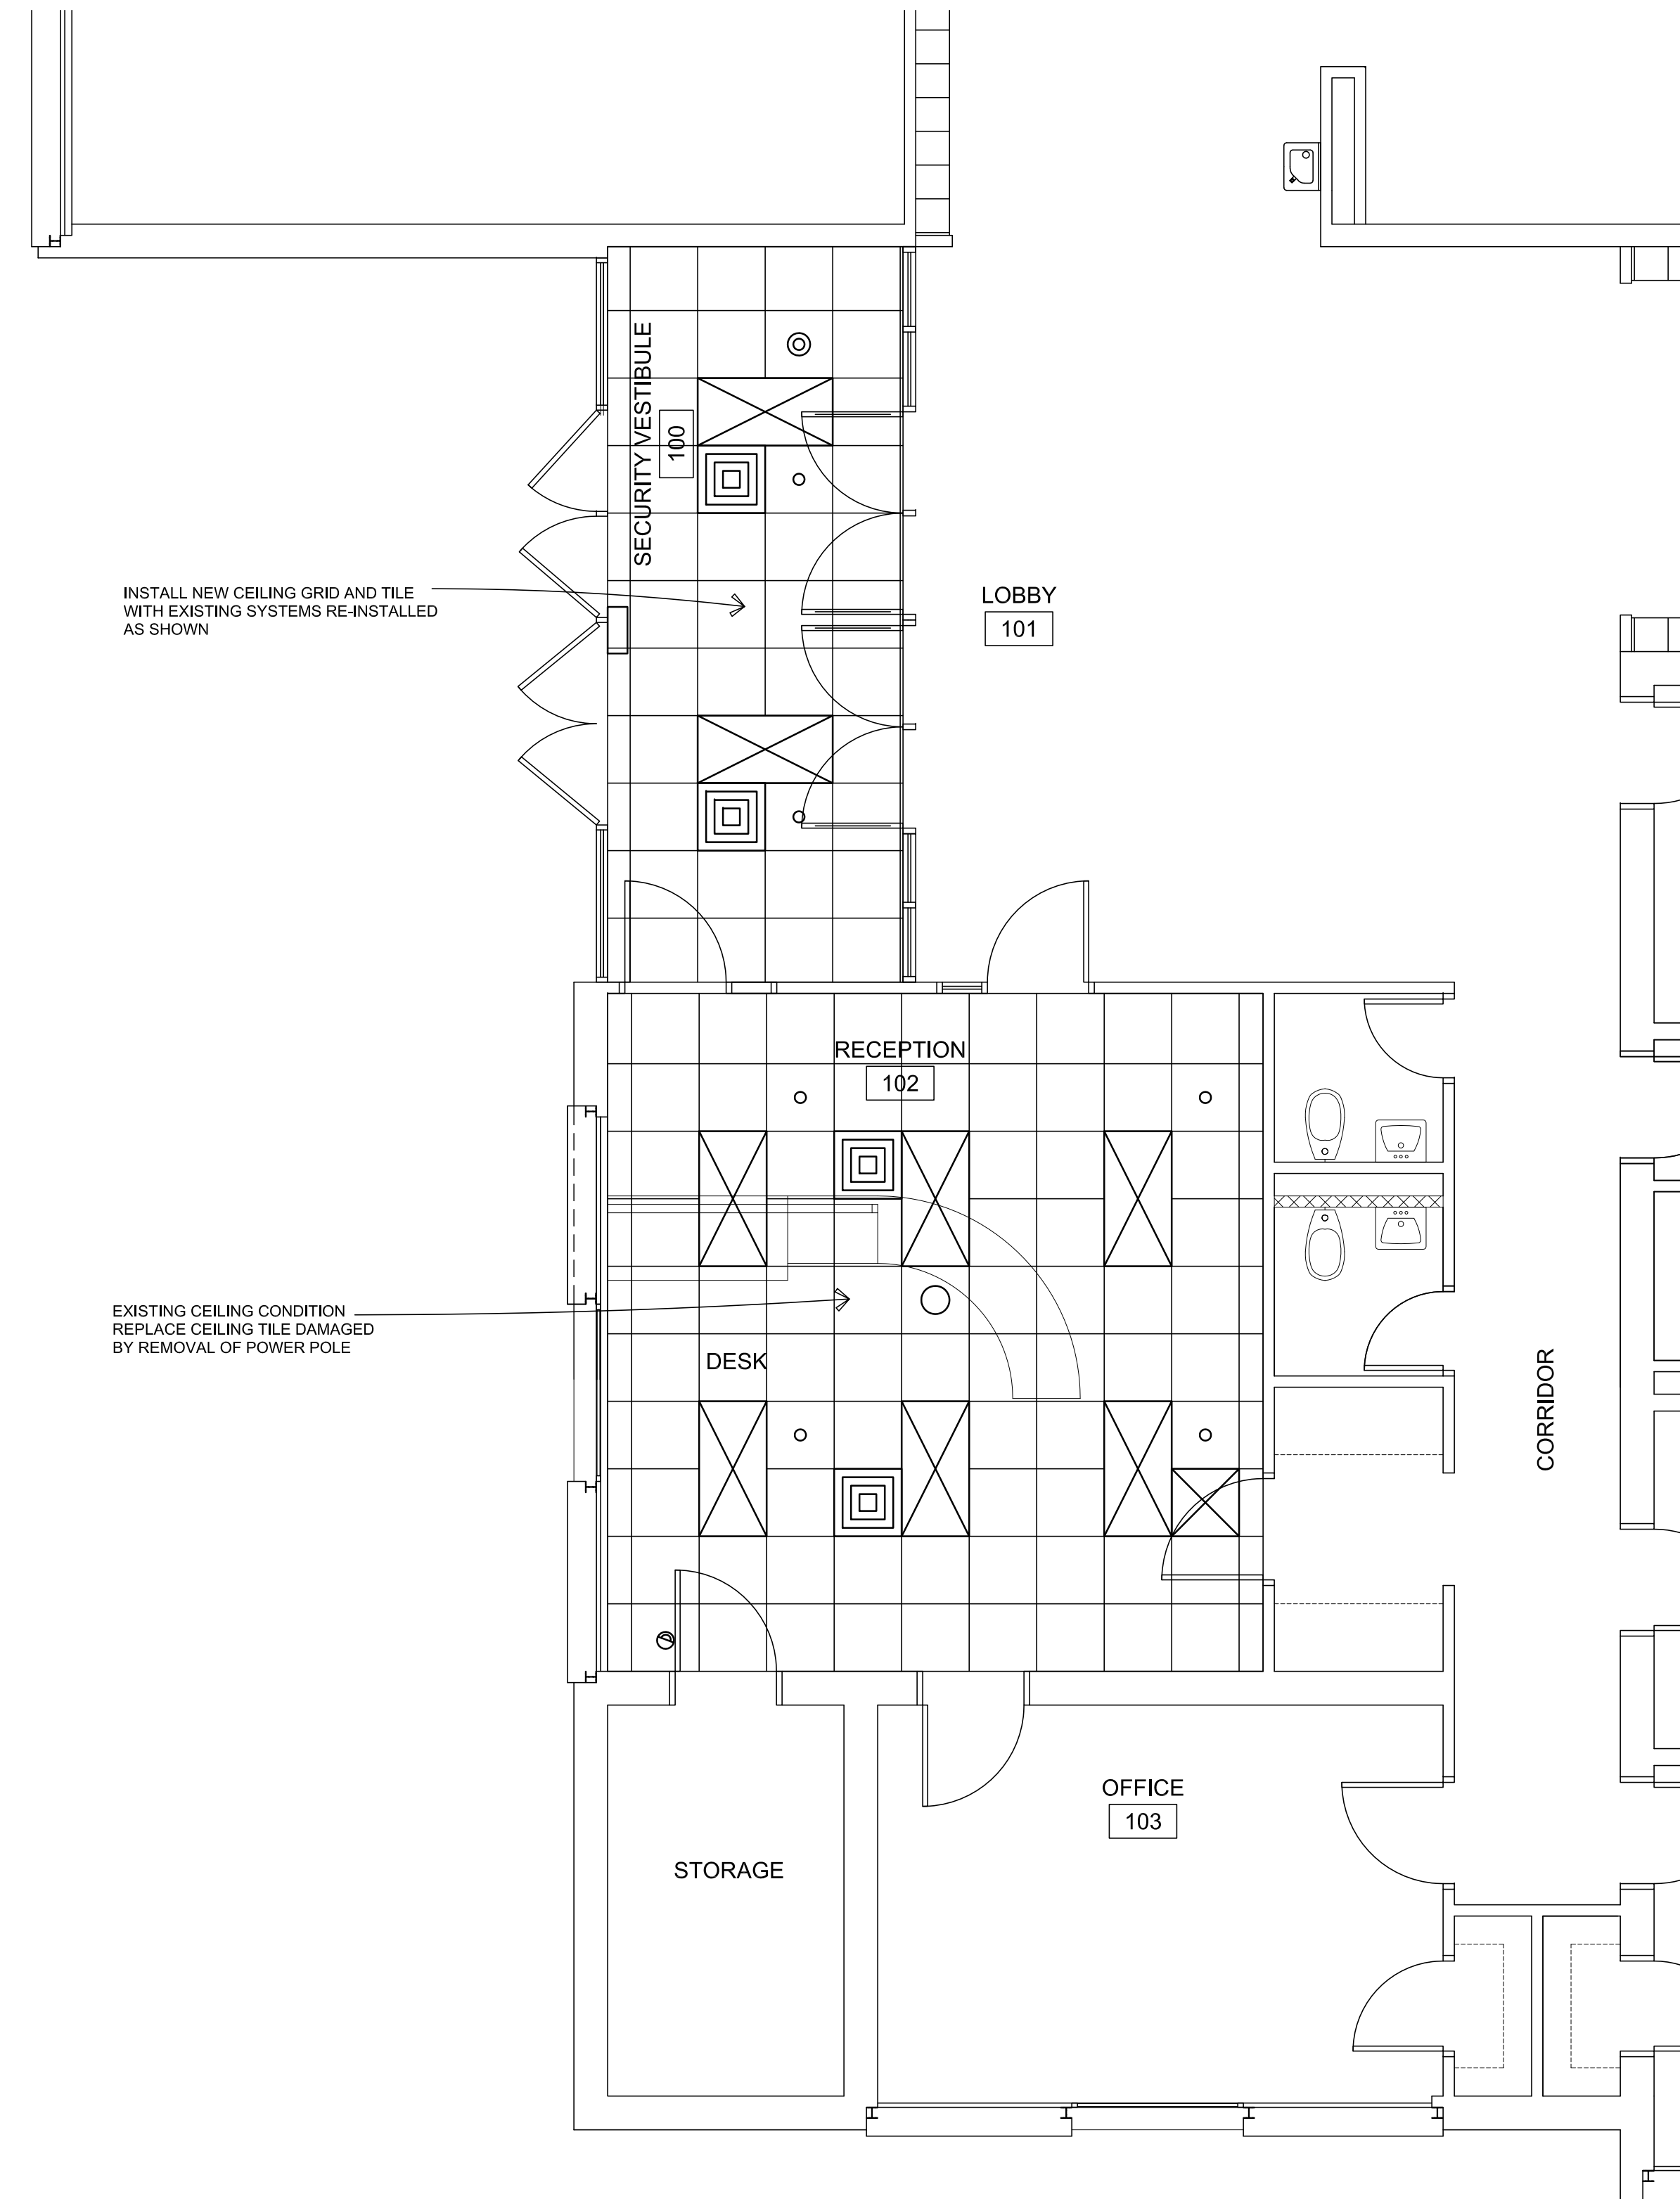 SECURITY VESTIBULE
100
INSTALL NEW CEILING GRID AND TILE
WITH EXISTING SYSTEMS RE-INSTALLED
AS SHOWN
LOBBY
101
RECEPTION
102
EXISTING CEILING CONDITION
REPLACE CEILING TILE DAMAGED
BY REMOVAL OF POWER POLE
DESK
CORRIDOR
OFFICE
103
STORAGE